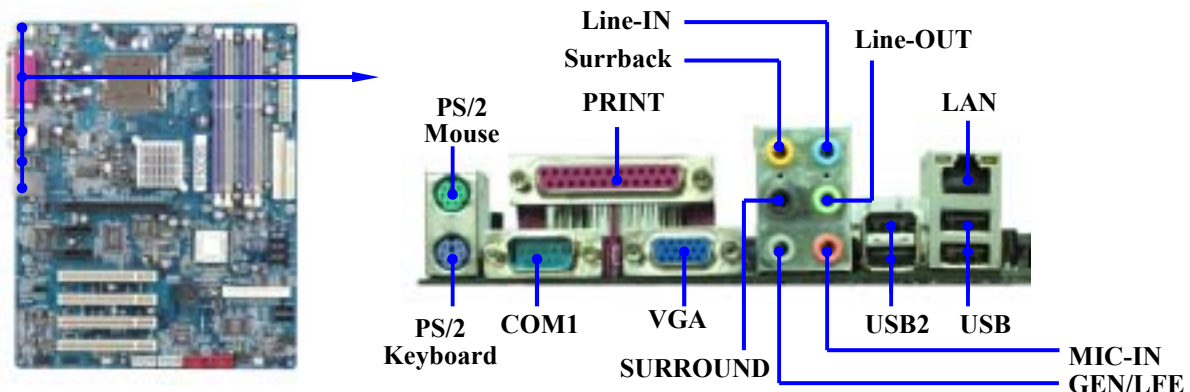 Line-IN
Line-OUT
Surrback
PRINT
PS/2
Mouse
LAN
PS/2
Keyboard
COM1
VGA
SURROUND
USB2
USB
MIC-IN
GEN/LFE